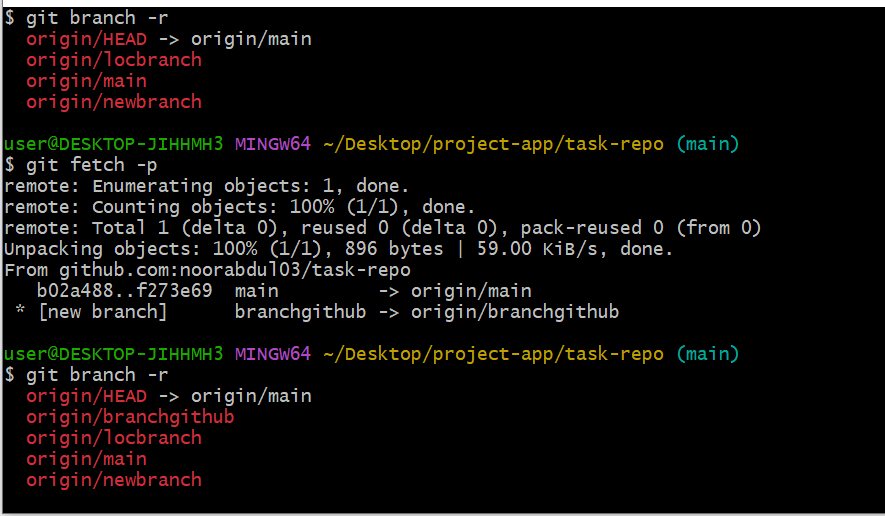 $ git branch -r
  origin/HEAD -> origin/main
  origin/locbranch
  origin/main
  origin/newbranch
user@DESKTOP-JIHHMH3 MINGW64 ~/Desktop/project-app/task-repo (main)
$ git fetch -p
remote: Enumerating objects: 1, done.
remote: Counting objects: 100% (1/1), done.
remote: Total 1 (delta 0), reused 0 (delta 0), pack-reused 0 (from 0)
Unpacking objects: 100% (1/1), 896 bytes | 59.00 KiB/s, done.
From github.com:noorabdul03/task-repo
   b02a488..f273e69  main         -> origin/main
 * [new branch]      branchgithub -> origin/branchgithub
user@DESKTOP-JIHHMH3 MINGW64 ~/Desktop/project-app/task-repo (main)
$ git branch -r
  origin/HEAD -> origin/main
  origin/branchgithub
  origin/locbranch
  origin/main
  origin/newbranch